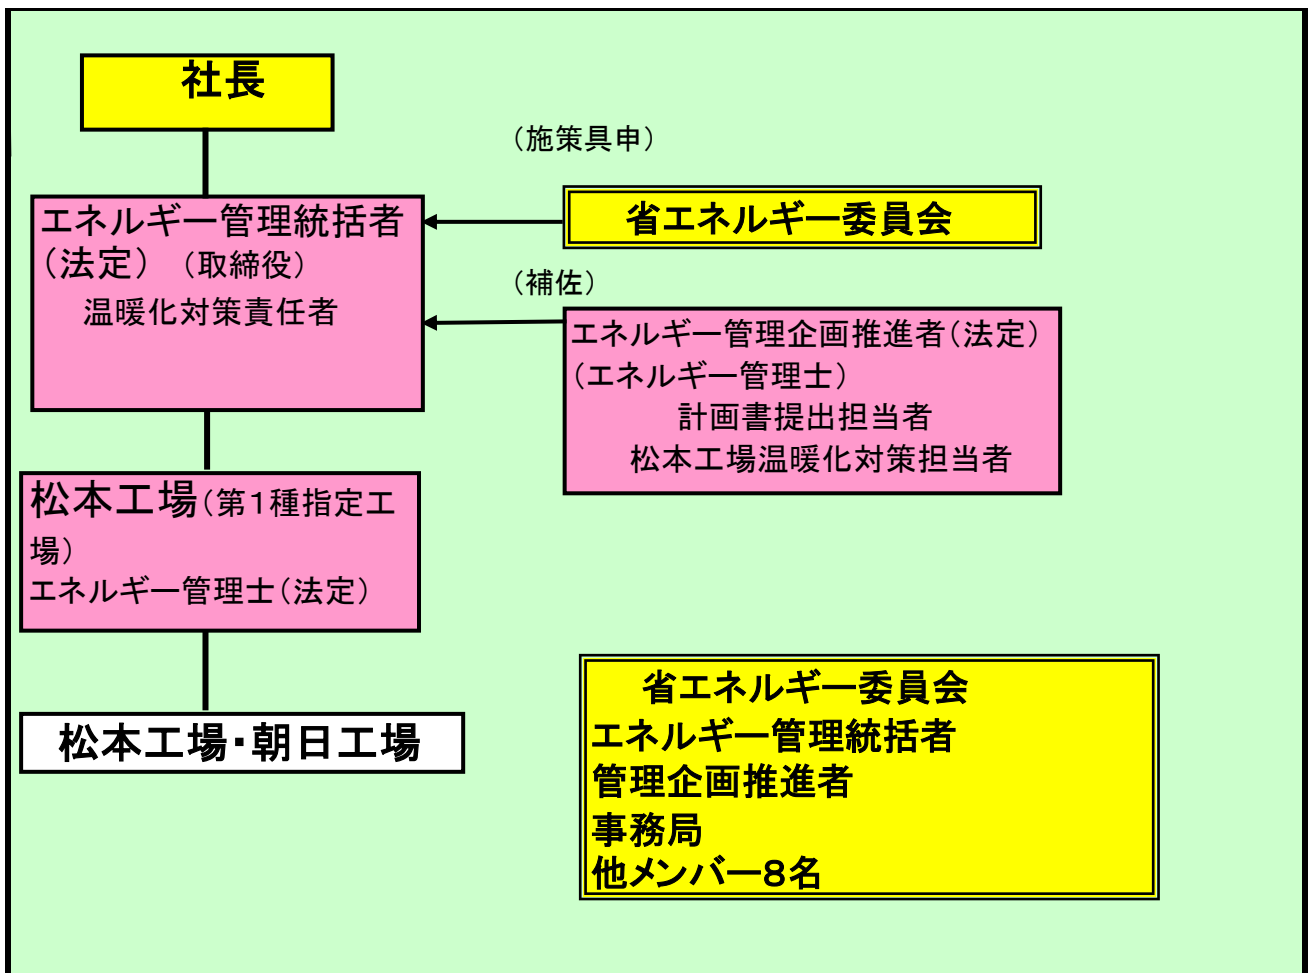 社長
（施策具申）
エネルギー管理統括者
（法定）（取締役）
温暖化対策責任者
省エネルギー委員会
（補佐）
エネルギー管理企画推進者（法定）
（エネルギー管理士）
計画書提出担当者
松本工場温暖化対策担当者
松本工場（第１種指定工
場）
エネルギー管理士（法定）
松本工場・朝日工場
省エネルギー委員会
エネルギー管理統括者
管理企画推進者
事務局
他メンバー８名